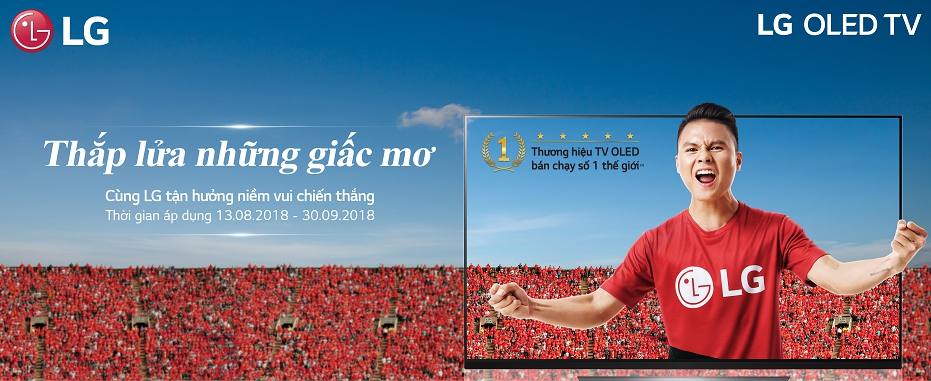 LG
LG OLED TV
Thắp lửa những giấc mơ
Cùng LG tận hưởng niềm vui chiến thắng
Thời gian áp dụng 13.08.2018 - 30.09.2018
1
Thương hiệu TV OLED
bán chạy số 1 thế giới
LG